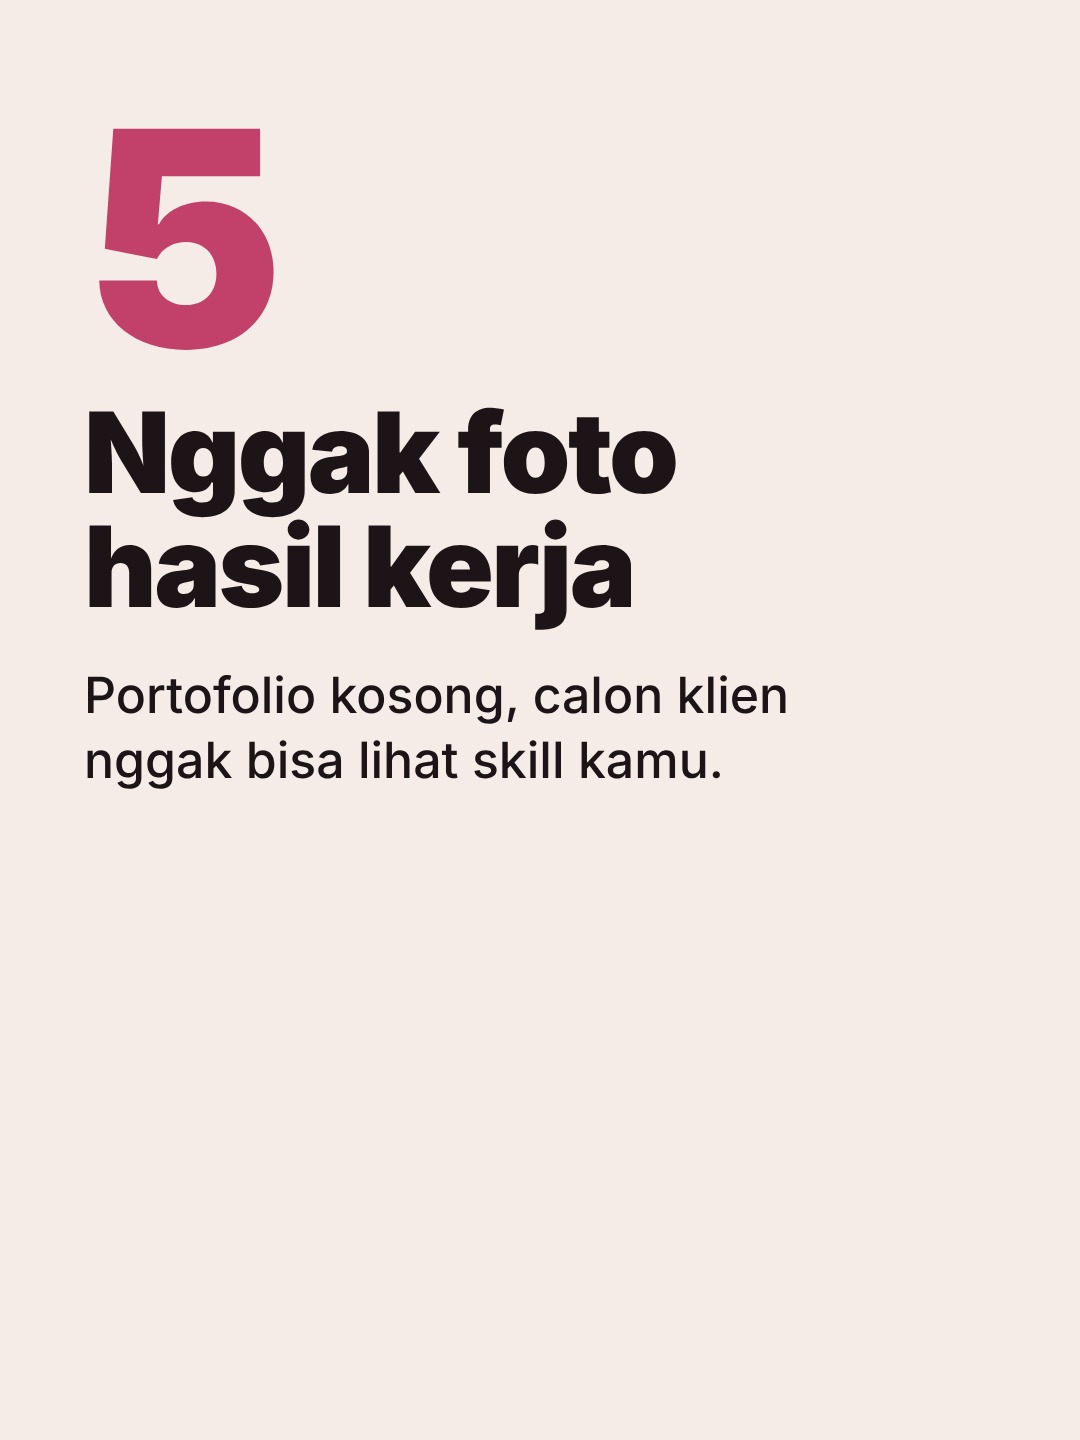 5
Nggak foto
hasil kerja
Portofolio kosong, calon klien
nggak bisa lihat skill kamu.